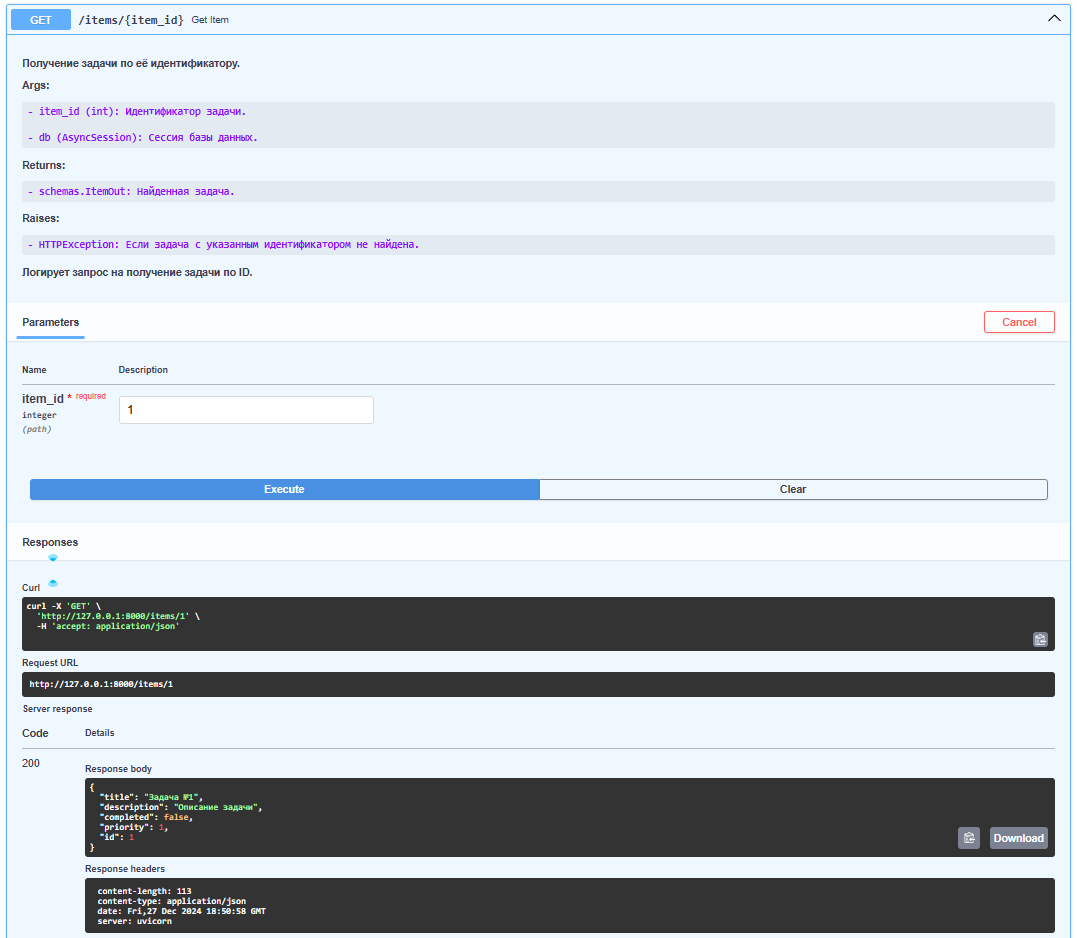 GET /items/{item_id} Get Item
Получение задачи по её идентификатору.
Args:
- item_id (int): Идентификатор задачи.
- db (AsyncSession): Сессия базы данных.
Returns:
- schemas.ItemOut: Найденная задача.
Raises:
- HTTPException: Если задача с указанным идентификатором не найдена.
Логирует запрос на получение задачи по ID.
Parameters Cancel
Name Description
item_id * required 1
integer
(path)
Execute Clear
Responses
Curl
curl -X 'GET' \
'http://127.0.0.1:8000/items/1' \
-H 'accept: application/json'
Request URL
http://127.0.0.1:8000/items/1
Server response
Code Details
200
Response body
{
"title": "Задача №1",
"description": "Описание задачи",
"completed": false,
"priority": 1,
"id": 1
}
Download
Response headers
content-length: 113
content-type: application/json
date: Fri,27 Dec 2024 18:50:58 GMT
server: uvicorn